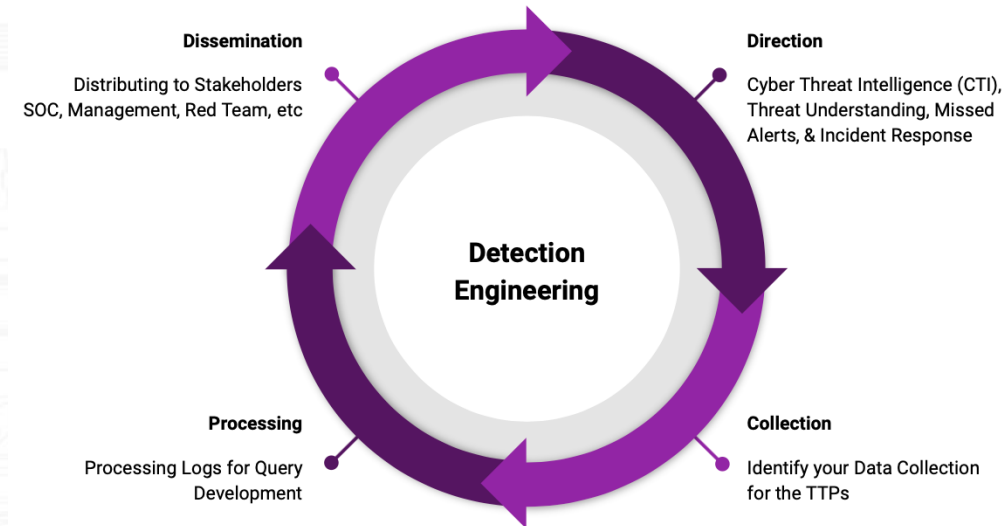 Dissemination
Distributing to Stakeholders
SOC, Management, Red Team, etc
Direction
Cyber Threat Intelligence (CTI),
Threat Understanding, Missed
Alerts, & Incident Response
Detection
Engineering
Processing
Processing Logs for Query
Development
Collection
Identify your Data Collection
for the TTPs